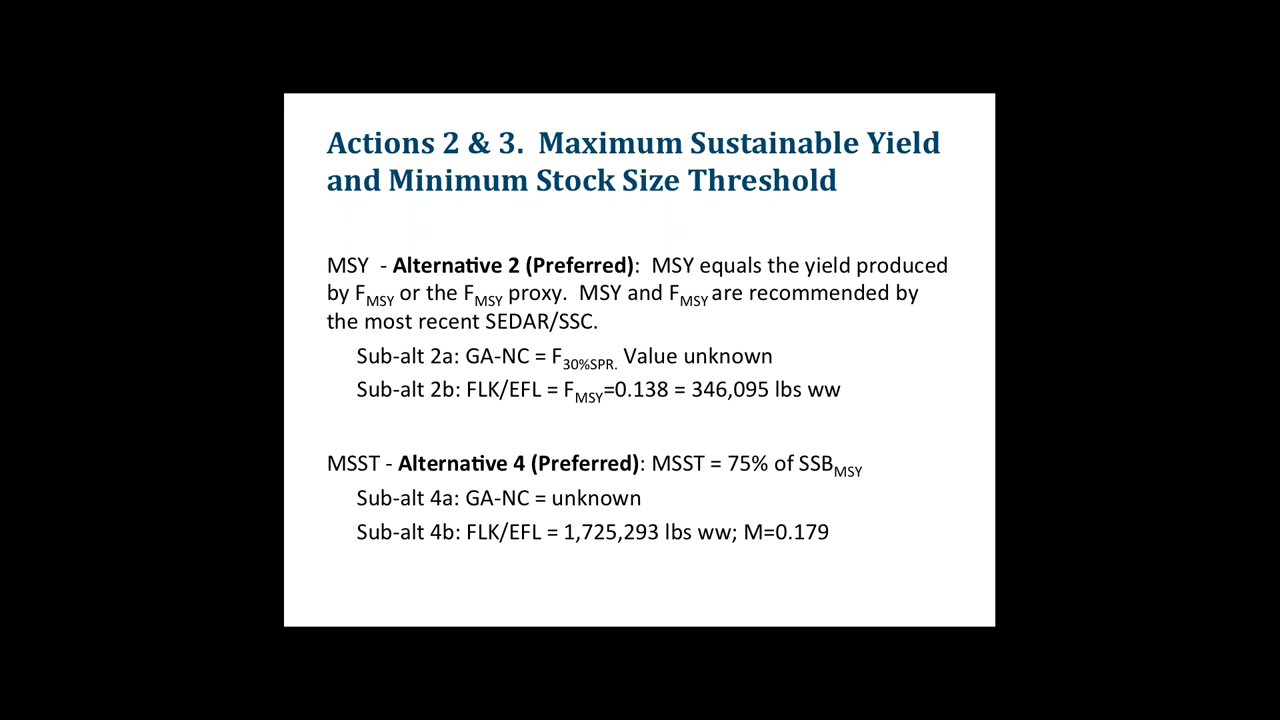 Actions 2 & 3.  Maximum Sustainable Yield
and Minimum Stock Size Threshold
MSY  - Alternative 2 (Preferred):  MSY equals the yield produced
by FMSY or the FMSY proxy.  MSY and FMSY are recommended by
the most recent SEDAR/SSC.
Sub-alt 2a: GA-NC = F30%SPR. Value unknown
Sub-alt 2b: FLK/EFL = FMSY=0.138 = 346,095 lbs ww
MSST - Alternative 4 (Preferred): MSST = 75% of SSBMSY
Sub-alt 4a: GA-NC = unknown
Sub-alt 4b: FLK/EFL = 1,725,293 lbs ww; M=0.179